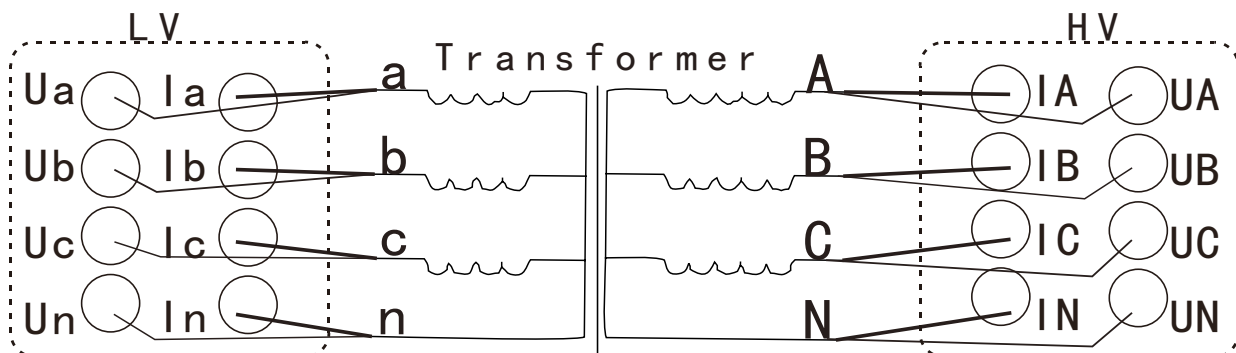 LV HV
Transformer
Ua Ia a A IA UA
Ub Ib b B IB UB
Uc Ic c C IC UC
Un In n N IN UN